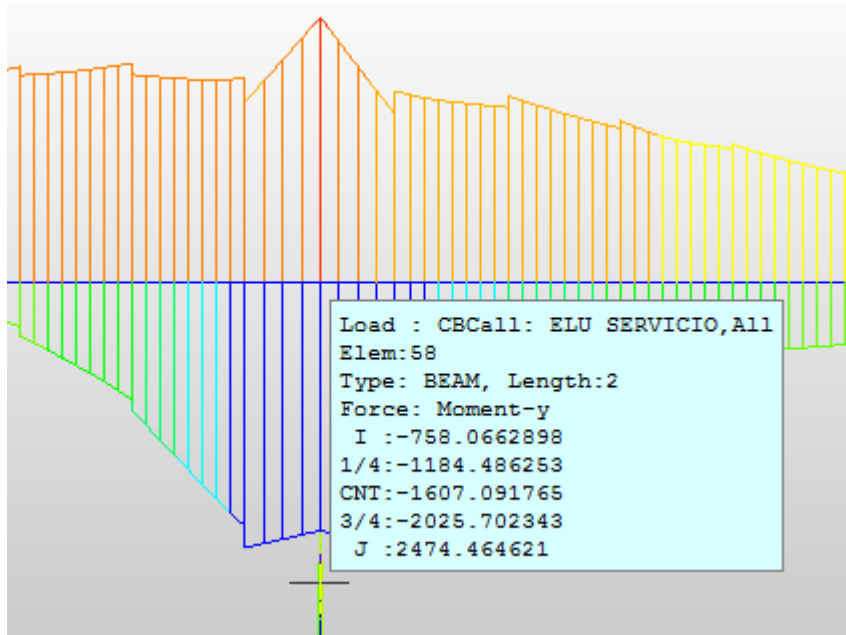 Load : CBCall: ELU SERVICIO,All
Elem:58
Type: BEAM, Length:2
Force: Moment-y
I :-758.0662898
1/4:-1184.486253
CNT:-1607.091765
3/4:-2025.702343
J :2474.464621